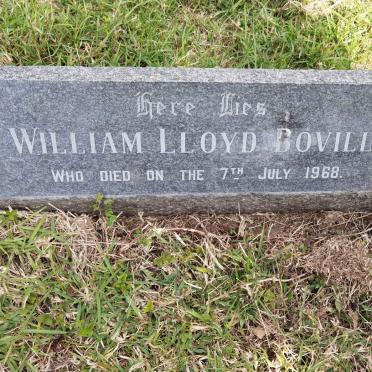 Here Lies
WILLIAM LLOYD BOVILL
WHO DIED ON THE 7TH JULY 1968.